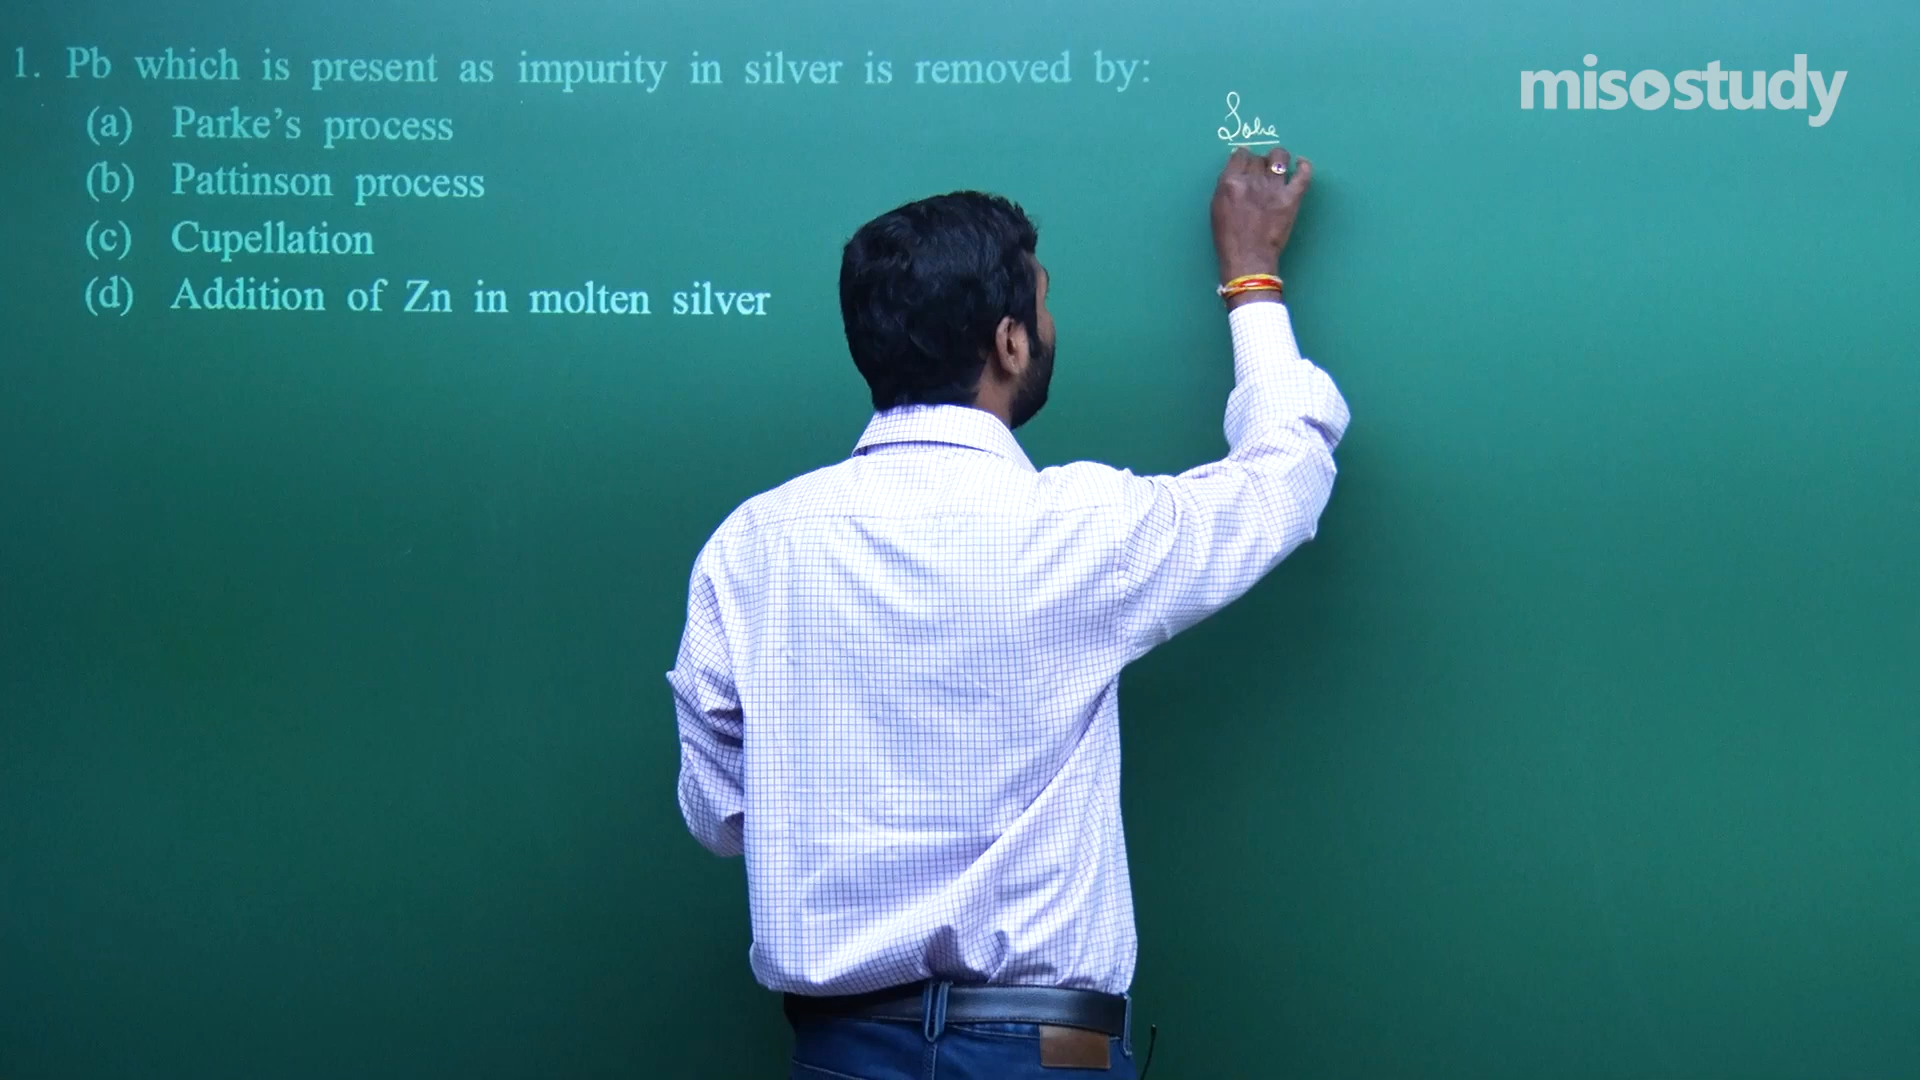 1. Pb which is present as impurity in silver is removed by:
(a) Parke's process
(b) Pattinson process
(c) Cupellation
(d) Addition of Zn in molten silver
misostudy